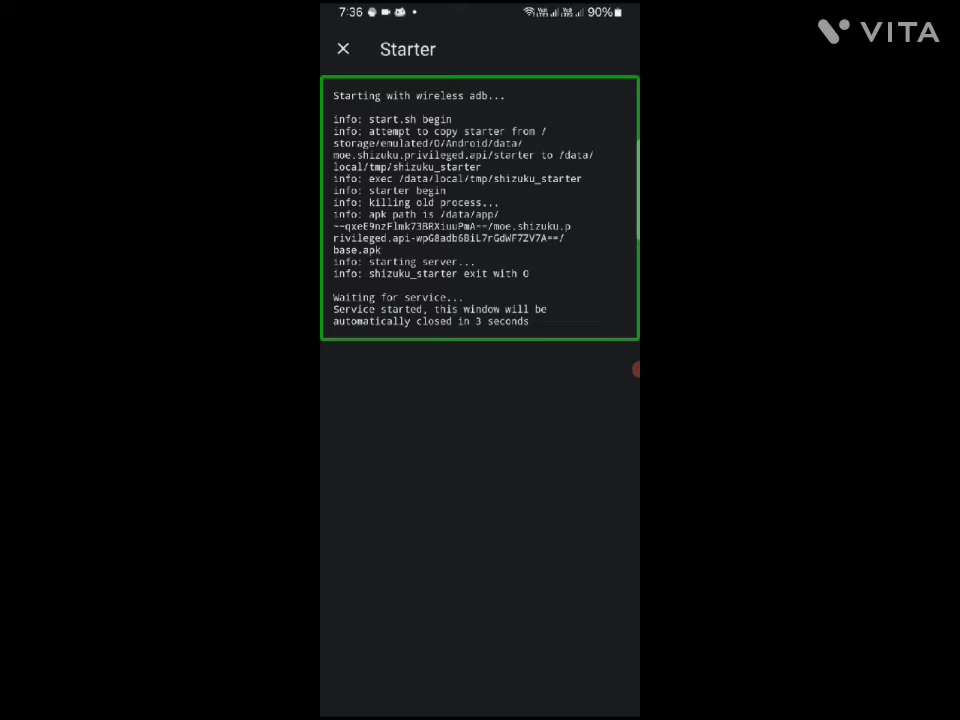 7:36
90%
VITA
Starter
Starting with wireless adb...
info: start.sh begin
info: attempt to copy starter from /
storage/emulated/0/Android/data/
moe.shizuku.privileged.api/starter to /data/
local/tmp/shizuku_starter
info: exec /data/local/tmp/shizuku_starter
info: starter begin
info: killing old process...
info: apk path is /data/app/
~~qxeE9nzFlmk73BRXiuuPmA==/moe.shizuku.p
rivileged.api-wpG8adb6BiL7rGdWF7ZV7A==/
base.apk
info: starting server...
info: shizuku_starter exit with 0
Waiting for service...
Service started, this window will be
automatically closed in 3 seconds